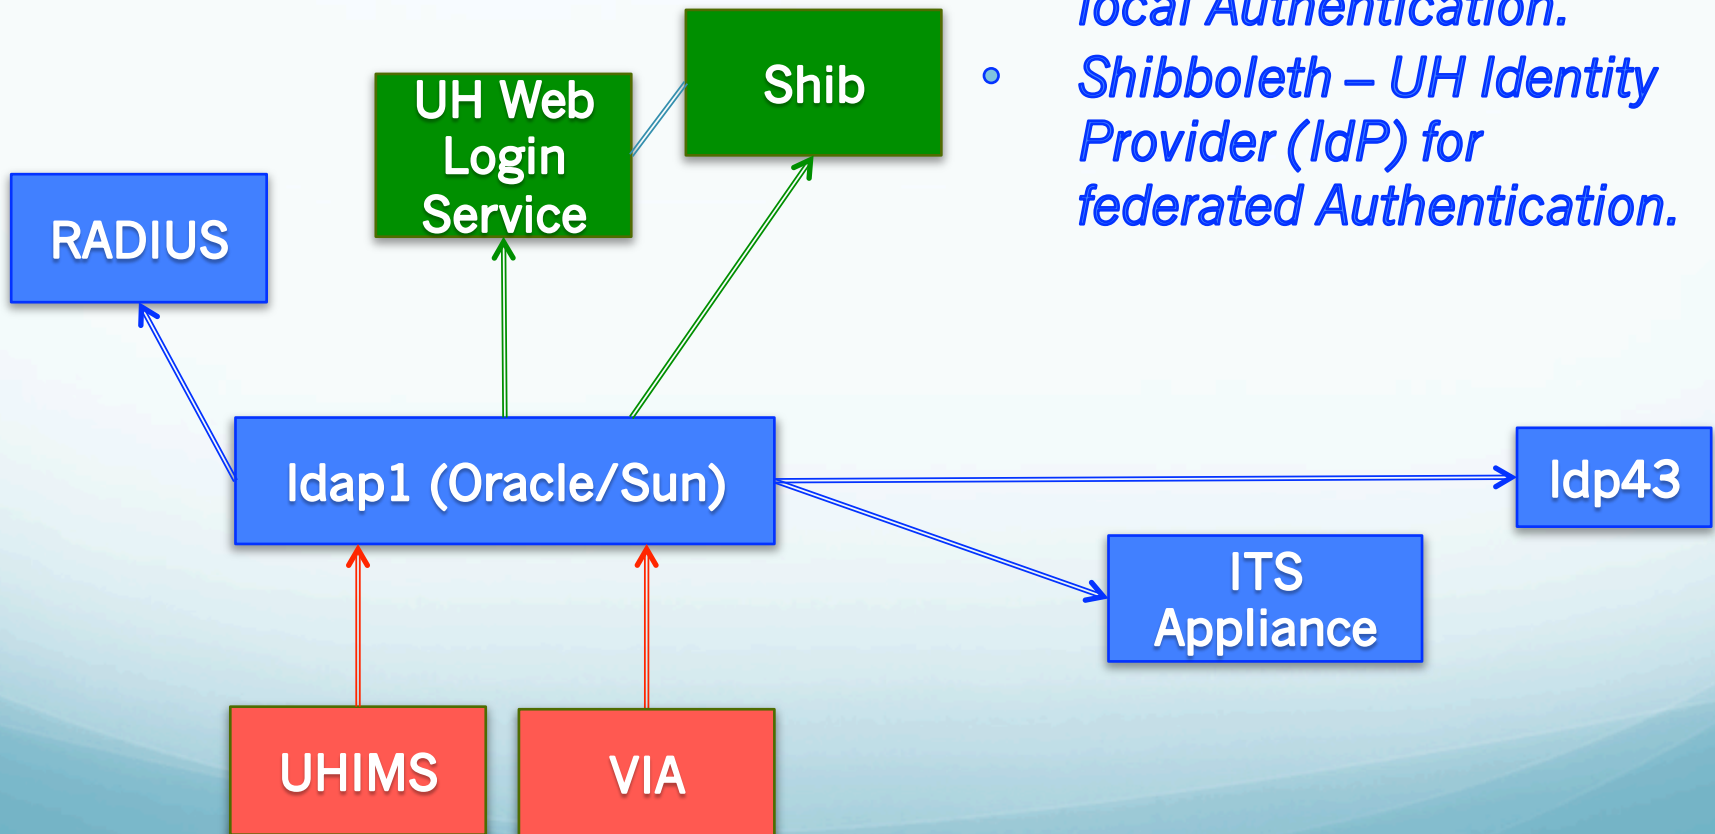 local Authentication.
Shibboleth – UH Identity
Provider (IdP) for
federated Authentication.
Shib
UH Web
Login
Service
RADIUS
ldap1 (Oracle/Sun)
ldp43
ITS
Appliance
UHIMS
VIA